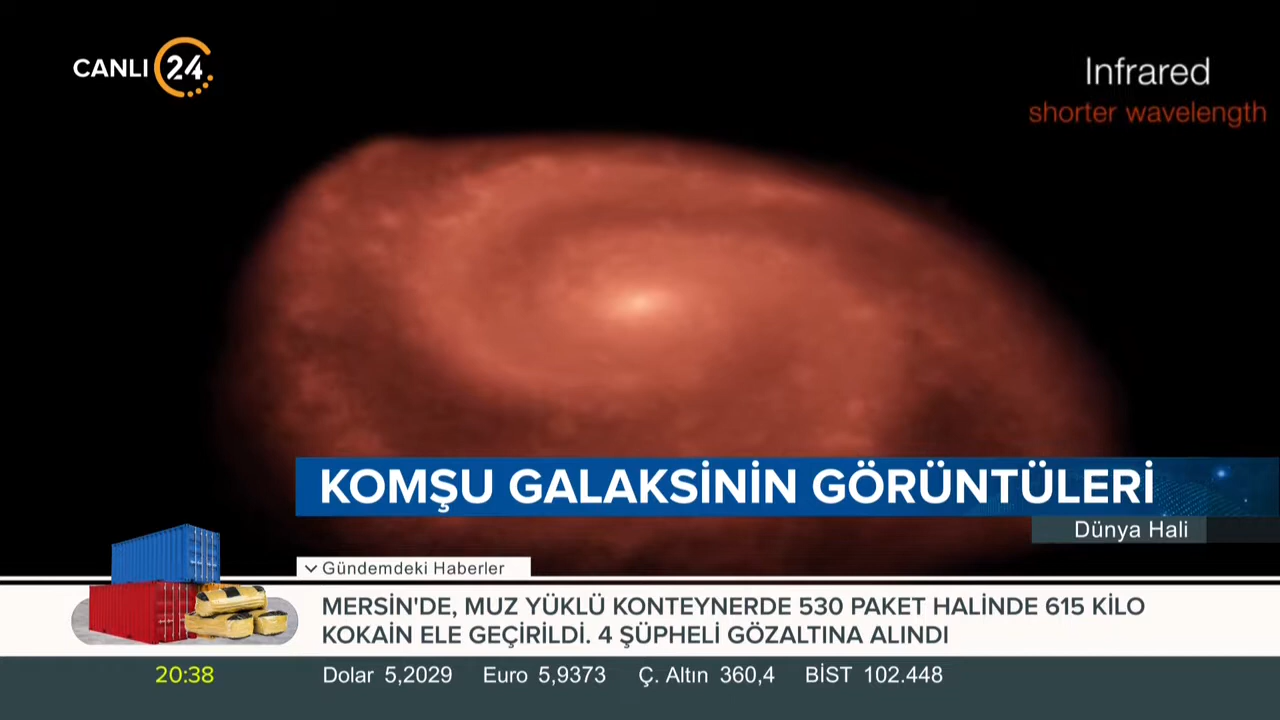 CANLI 24
Infrared
shorter wavelength
KOMŞU GALAKSİNİN GÖRÜNTÜLERİ
Dünya Hali
Gündemdeki Haberler
MERSİN'DE, MUZ YÜKLÜ KONTEYNERDE 530 PAKET HALİNDE 615 KİLO
KOKAİN ELE GEÇİRİLDİ. 4 ŞÜPHELİ GÖZALTINA ALINDI
20:38 Dolar 5,2029 Euro 5,9373 Ç. Altın 360,4 BİST 102.448